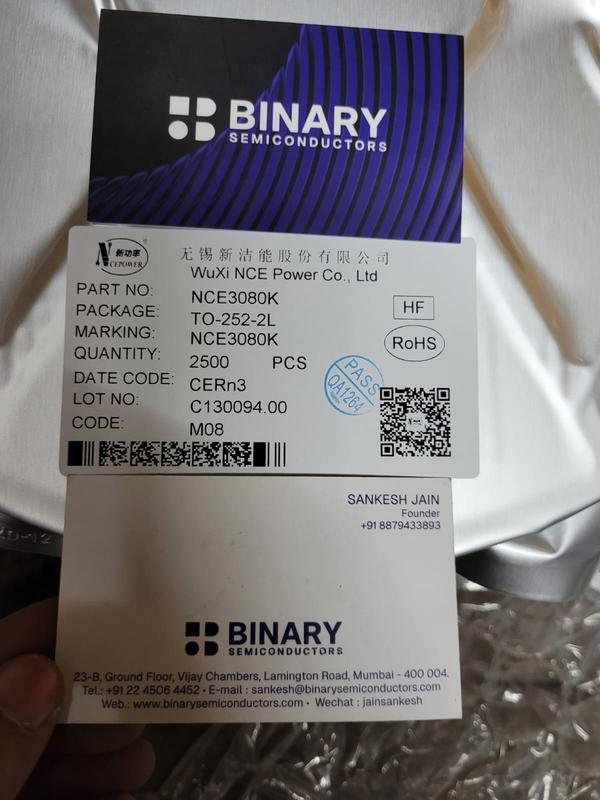 BINARY
SEMICONDUCTORS
新功率
NCEPOWER
无锡新洁能股份有限公司
WuXi NCE Power Co., Ltd
PART NO: NCE3080K
PACKAGE: TO-252-2L
MARKING: NCE3080K
QUANTITY: 2500 PCS
DATE CODE: CERn3
LOT NO: C130094.00
CODE: M08
HF
RoHS
PASS
QA1264
SANKESH JAIN
Founder
+91 8879433893
BINARY
SEMICONDUCTORS
23-B, Ground Floor, Vijay Chambers, Lamington Road, Mumbai - 400 004.
Tel.: +91 22 4506 4452 • E-mail : sankesh@binarysemiconductors.com
Web.: www.binarysemiconductors.com • Wechat : jainsankesh